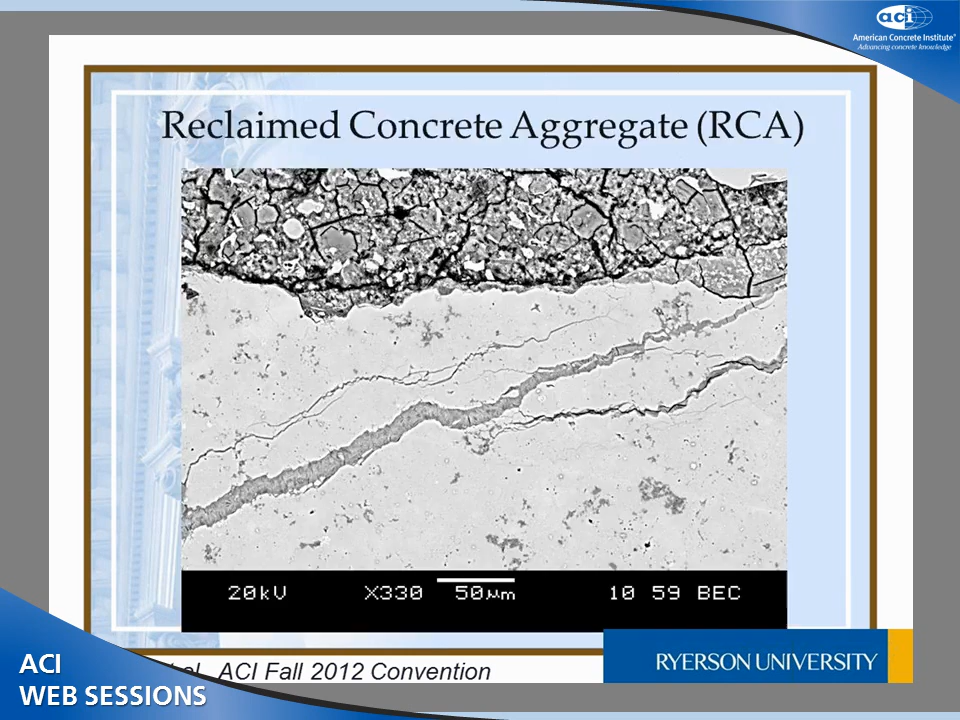 aci
American Concrete Institute®
Advancing concrete knowledge
Reclaimed Concrete Aggregate (RCA)
20kV X330 50µm 10 59 BEC
ACI Fall 2012 Convention
RYERSON UNIVERSITY
ACI
WEB SESSIONS